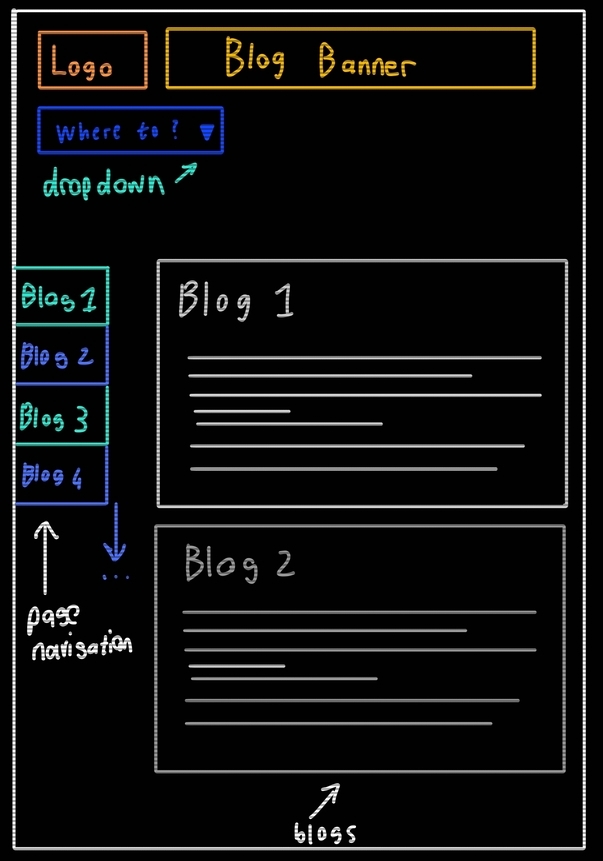 Logo
Blog Banner
Where to?
dropdown
Blog 1
Blog 2
Blog 3
Blog 4
...
page
navigation
Blog 1
Blog 2
blogs